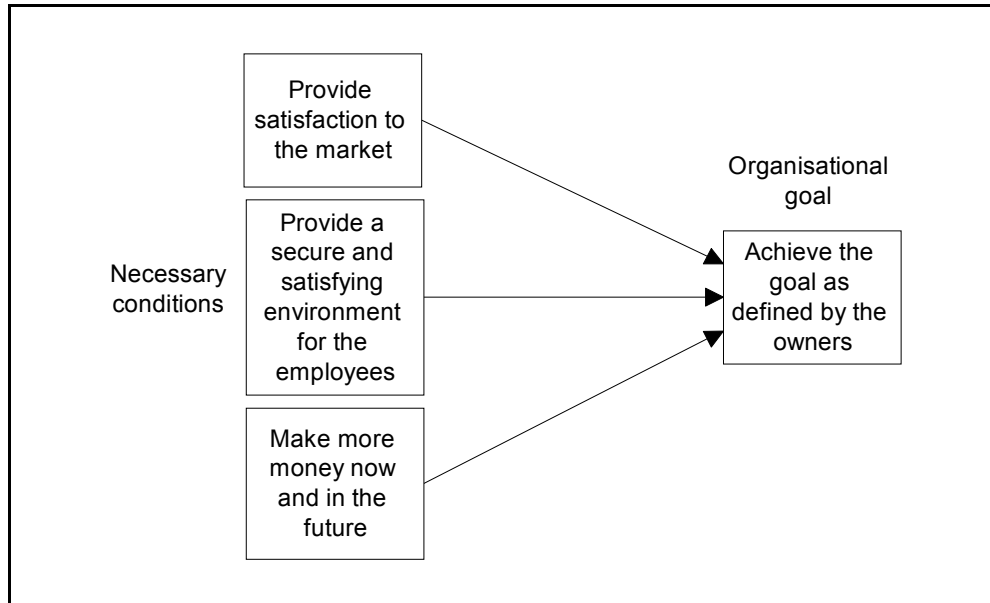 Provide
satisfaction to
the market
Necessary
conditions
Provide a
secure and
satisfying
environment
for the
employees
Make more
money now
and in the
future
Organisational
goal
Achieve the
goal as
defined by the
owners